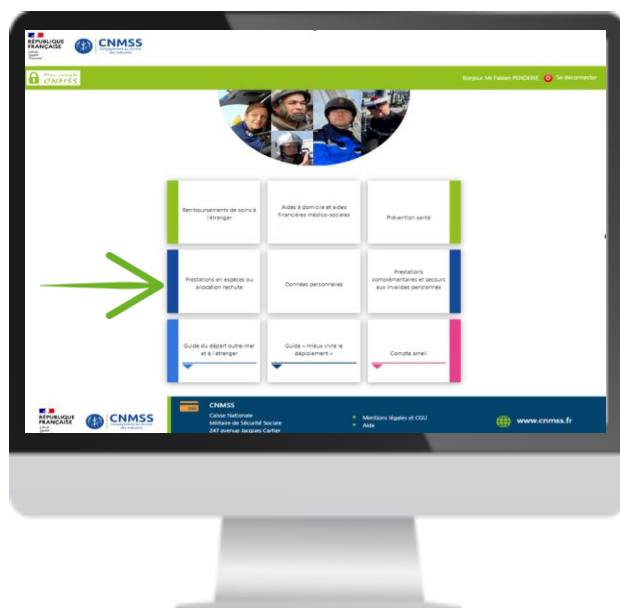 RÉPUBLIQUE
FRANÇAISE
CNMSS
Mon compte
CNMSS
Bonjour Mr Fabien PENDERIE
Se déconnecter
Remboursements de soins à
l'étranger
Aides à domicile et aides
financières médico-sociales
Prévention santé
Prestations en espèces ou
allocation rechute
Données personnelles
Prestations
complémentaires et secours
aux invalides pensionnés
Guide du départ outre-mer
et à l'étranger
Guide « mieux vivre le
déploiement »
Compte ameli
RÉPUBLIQUE
FRANÇAISE
CNMSS
CNMSS
Caisse Nationale
Militaire de Sécurité Sociale
247 avenue Jacques Cartier
Mentions légales et CGU
Aide
www.cnmss.fr